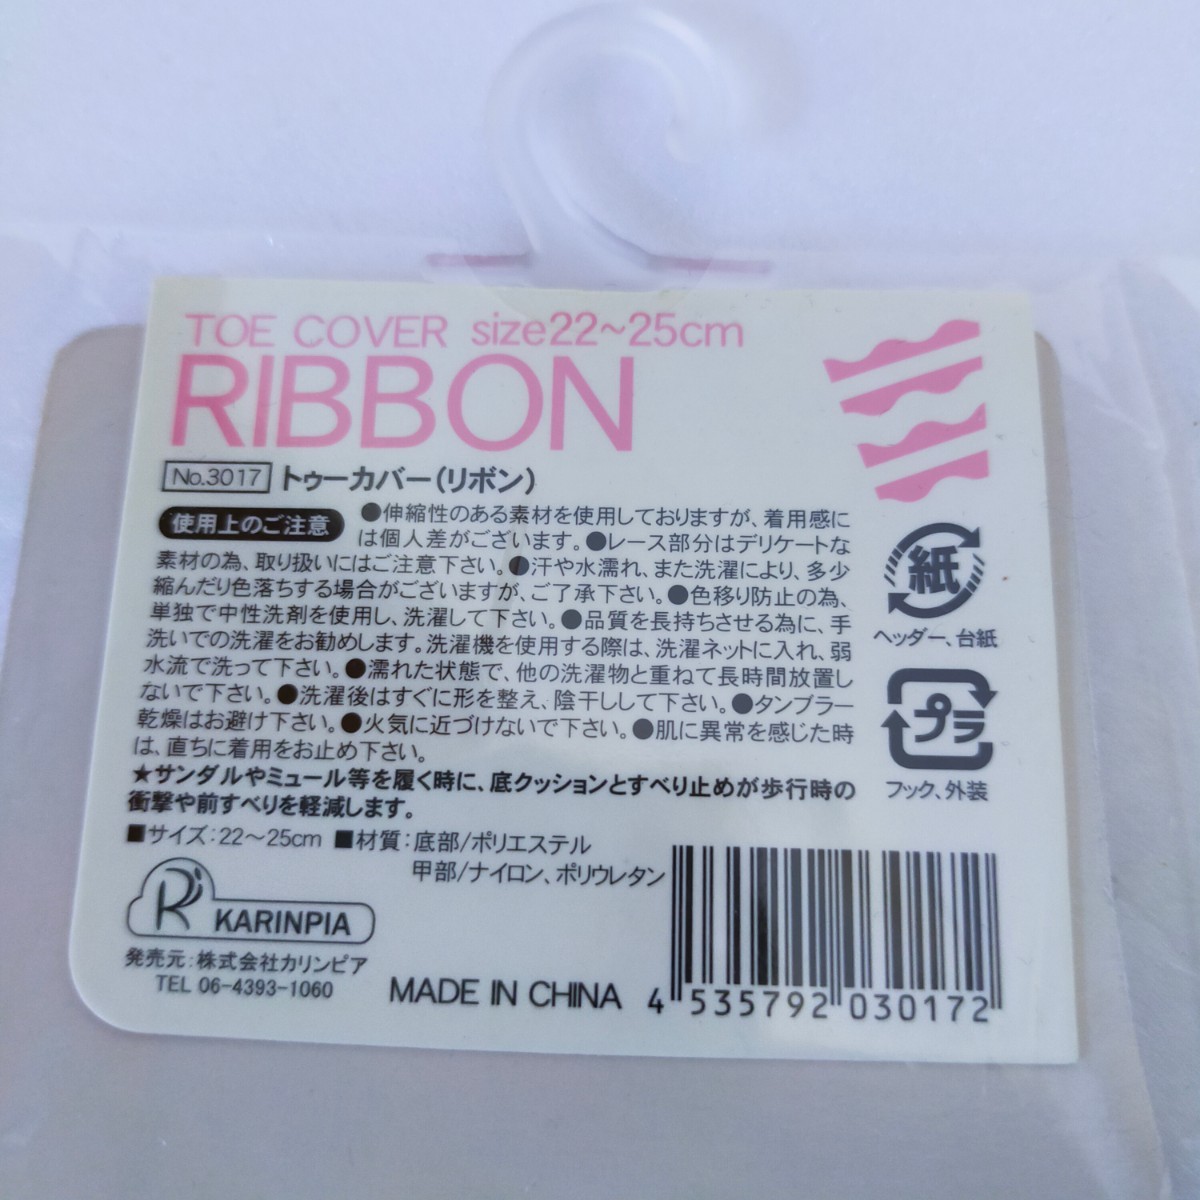 TOE COVER size22~25cm
RIBBON
No.3017 トゥーカバー(リボン)
使用上のご注意 ●伸縮性のある素材を使用しておりますが、着用感に
は個人差がございます。●レース部分はデリケートな
素材の為、取り扱いにはご注意下さい。●汗や水濡れ、また洗濯により、多少
縮んだり色落ちする場合がございますが、ご了承下さい。●色移り防止の為、
単独で中性洗剤を使用し、洗濯して下さい。●品質を長持ちさせる為に、手
洗いでの洗濯をお勧めします。洗濯機を使用する際は、洗濯ネットに入れ、弱
水流で洗って下さい。●濡れた状態で、他の洗濯物と重ねて長時間放置し
ないで下さい。●洗濯後はすぐに形を整え、陰干しして下さい。●タンブラー
乾燥はお避け下さい。●火気に近づけないで下さい。●肌に異常を感じた時
は、直ちに着用をお止め下さい。
★サンダルやミュール等を履く時に、底クッションとすべり止めが歩行時の
衝撃や前すべりを軽減します。
■サイズ:22~25cm ■材質:底部/ポリエステル
甲部/ナイロン、ポリウレタン
KARINPIA
発売元:株式会社カリンピア
TEL 06-4393-1060
MADE IN CHINA
4 535792 030172
紙
ヘッダー、台紙
プラ
フック、外装